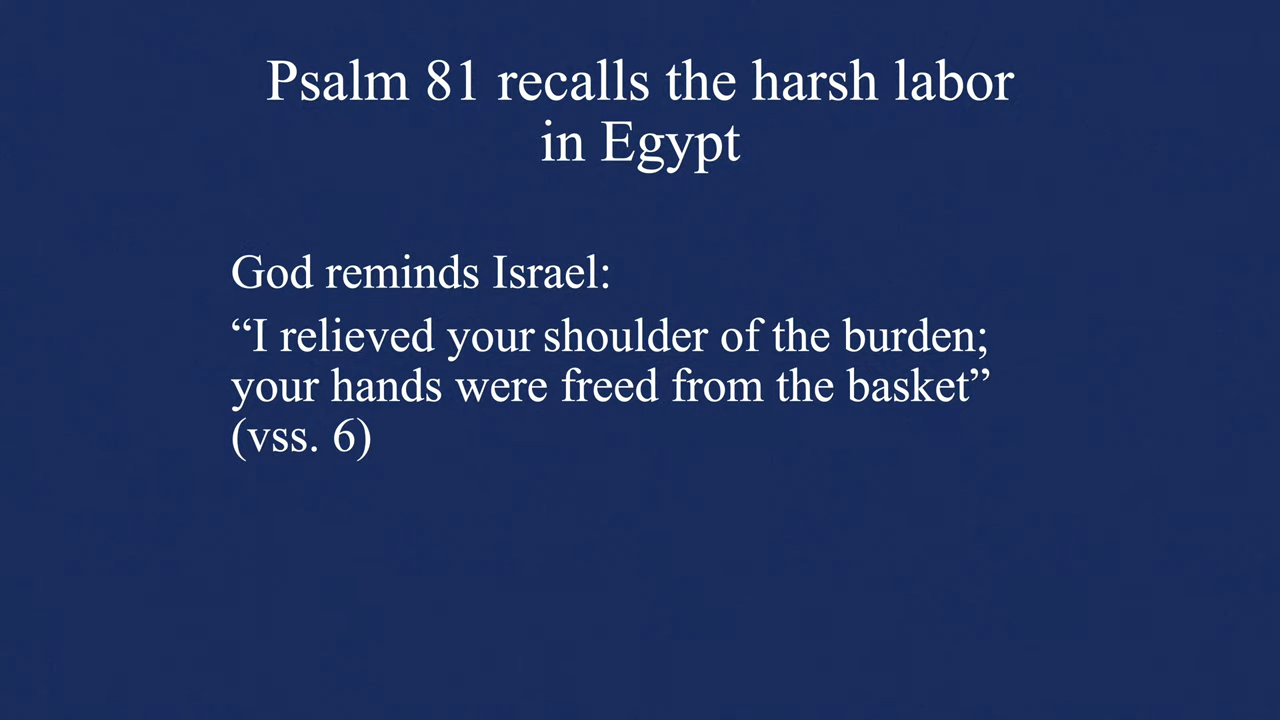 Psalm 81 recalls the harsh labor
in Egypt
God reminds Israel:
“I relieved your shoulder of the burden;
your hands were freed from the basket”
(vss. 6)